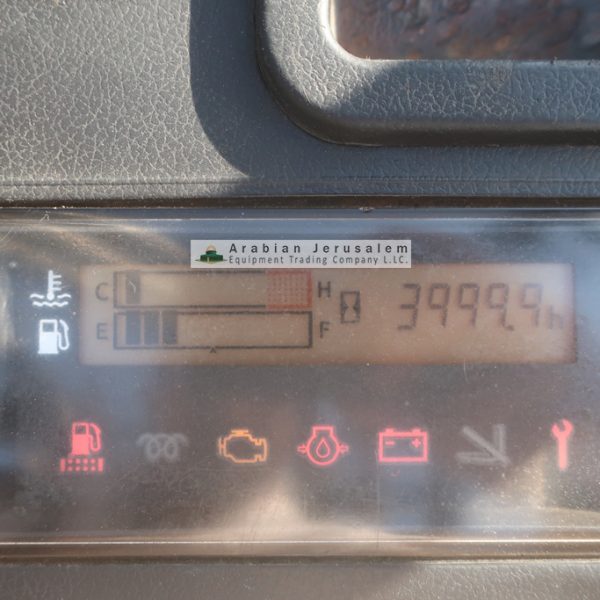 Arabian Jerusalem
Equipment Trading Company L.L.C.
C H
E F
3999.9h